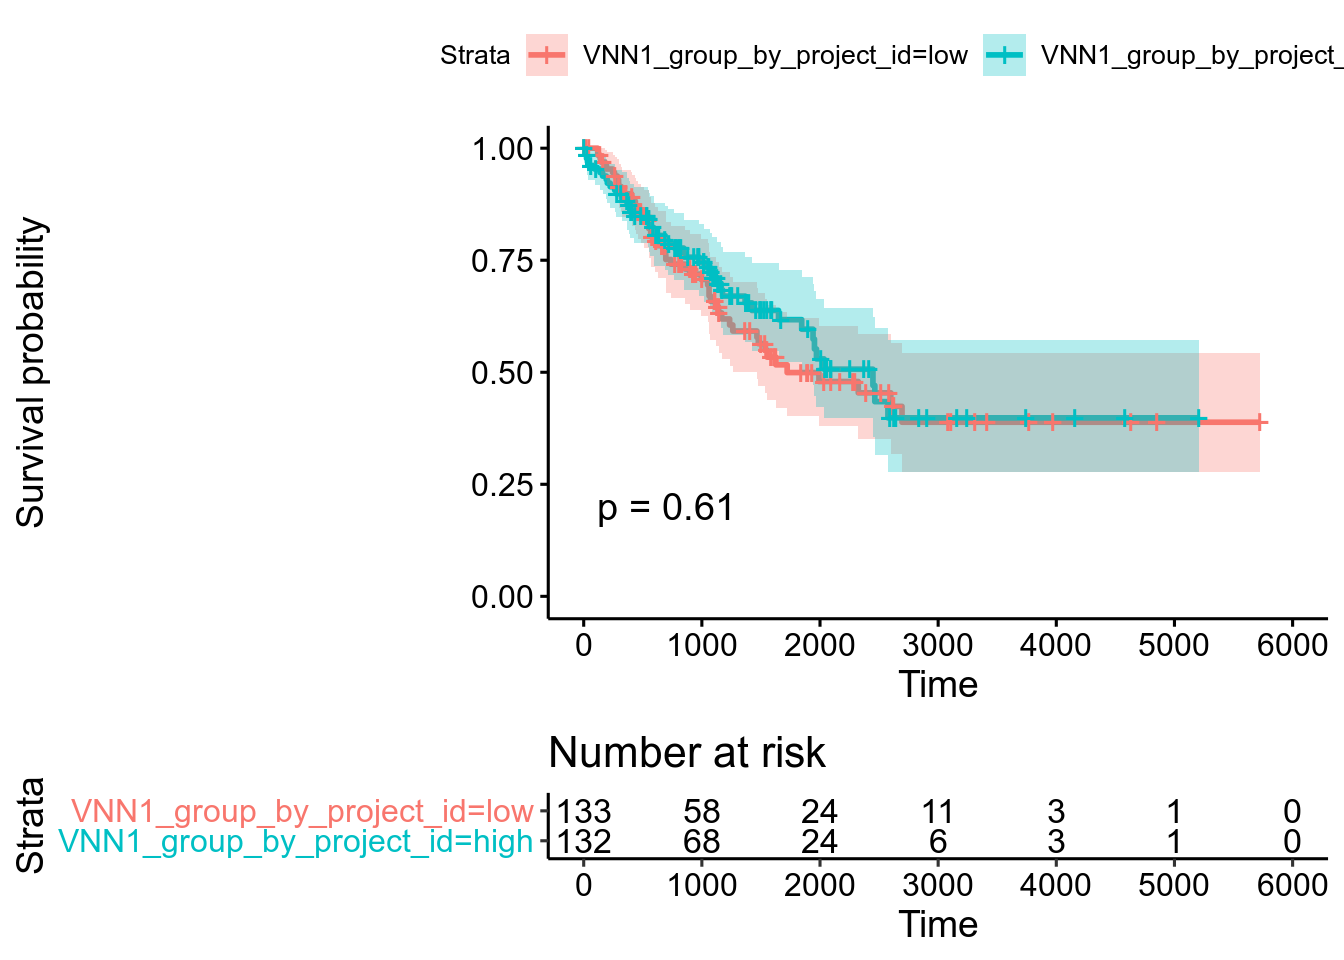 Strata VNN1_group_by_project_id=low VNN1_group_by_project_
Survival probability
1.00
0.75
0.50
0.25
0.00
p = 0.61
0 1000 2000 3000 4000 5000 6000
Time
Number at risk
Strata
VNN1_group_by_project_id=low 133 58 24 11 3 1 0
VNN1_group_by_project_id=high 132 68 24 6 3 1 0
0 1000 2000 3000 4000 5000 6000
Time